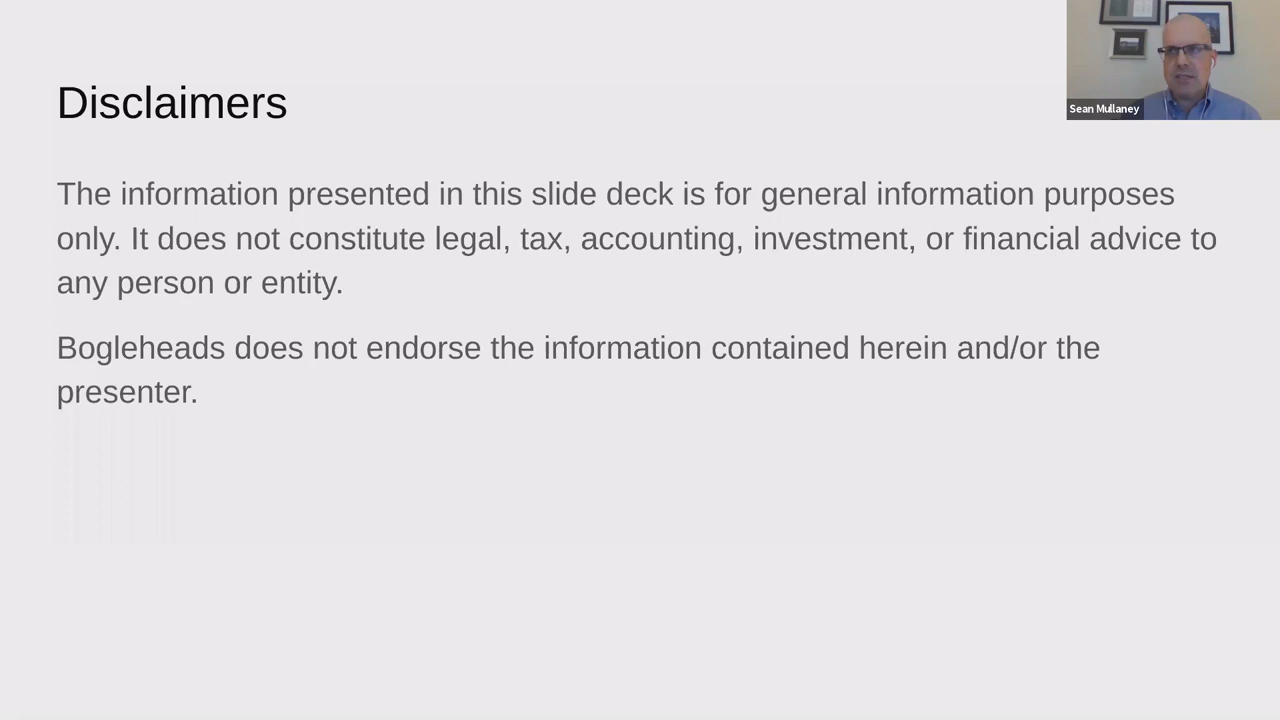 Disclaimers
Sean Mullaney
The information presented in this slide deck is for general information purposes
only. It does not constitute legal, tax, accounting, investment, or financial advice to
any person or entity.
Bogleheads does not endorse the information contained herein and/or the
presenter.